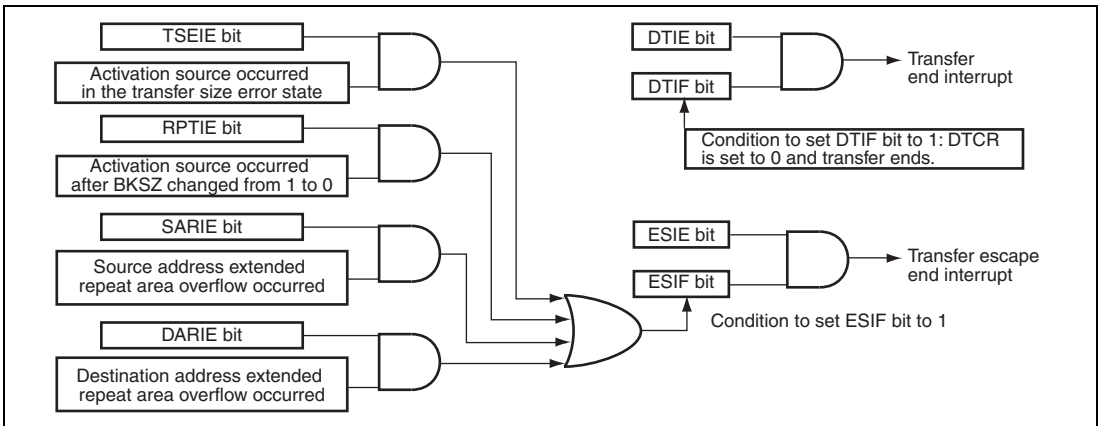 TSEIE bit
Activation source occurred
in the transfer size error state
RPTIE bit
Activation source occurred
after BKSZ changed from 1 to 0
SARIE bit
Source address extended
repeat area overflow occurred
DARIE bit
Destination address extended
repeat area overflow occurred
DTIE bit
DTIF bit
Transfer
end interrupt
Condition to set DTIF bit to 1: DTCR
is set to 0 and transfer ends.
ESIE bit
ESIF bit
Transfer escape
end interrupt
Condition to set ESIF bit to 1